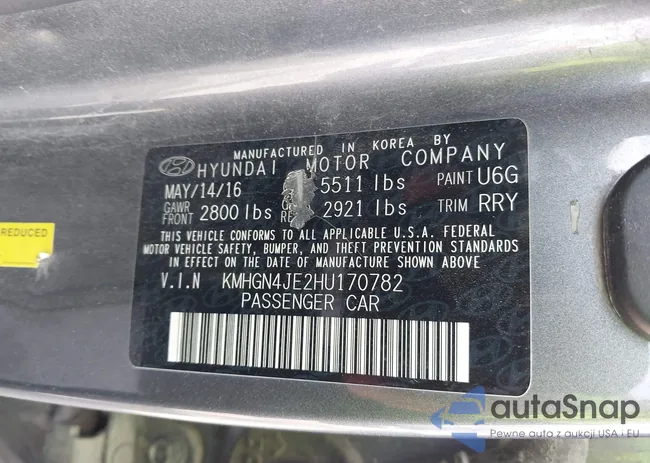 MANUFACTURED IN KOREA BY
HYUNDAI MOTOR COMPANY
MAY/14/16 5511 lbs PAINT U6G
GAWR FRONT 2800 lbs 2921 lbs TRIM RRY
THIS VEHICLE CONFORMS TO ALL APPLICABLE U.S.A. FEDERAL
MOTOR VEHICLE SAFETY, BUMPER, AND THEFT PREVENTION STANDARDS
IN EFFECT ON THE DATE OF MANUFACTURE SHOWN ABOVE
V.I.N KMHGN4JE2HU170782
PASSENGER CAR
REDUCED
autoSnap
Pewne auta z aukcji USA i EU